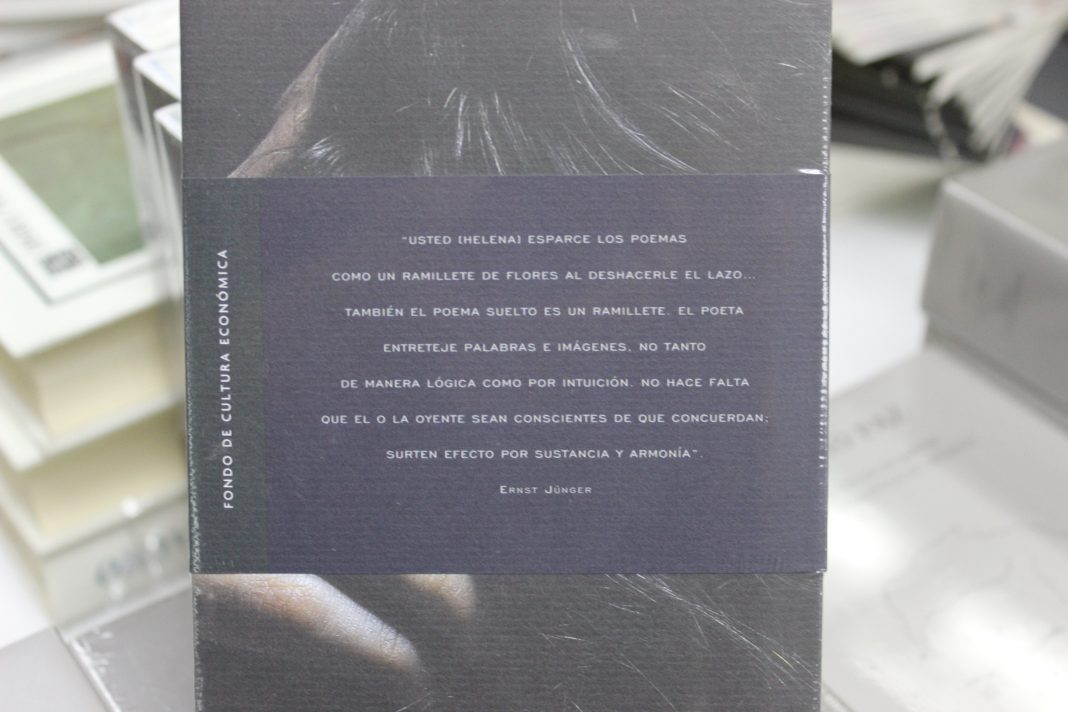 FONDO DE CULTURA ECONÓMICA
"USTED [HELENA] ESPARCE LOS POEMAS
COMO UN RAMILLETE DE FLORES AL DESHACERLE EL LAZO...
TAMBIÉN EL POEMA SUELTO ES UN RAMILLETE. EL POETA
ENTRETEJE PALABRAS E IMÁGENES, NO TANTO
DE MANERA LÓGICA COMO POR INTUICIÓN. NO HACE FALTA
QUE EL O LA OYENTE SEAN CONSCIENTES DE QUE CONCUERDAN;
SURTEN EFECTO POR SUSTANCIA Y ARMONÍA".
ERNST JÜNGER